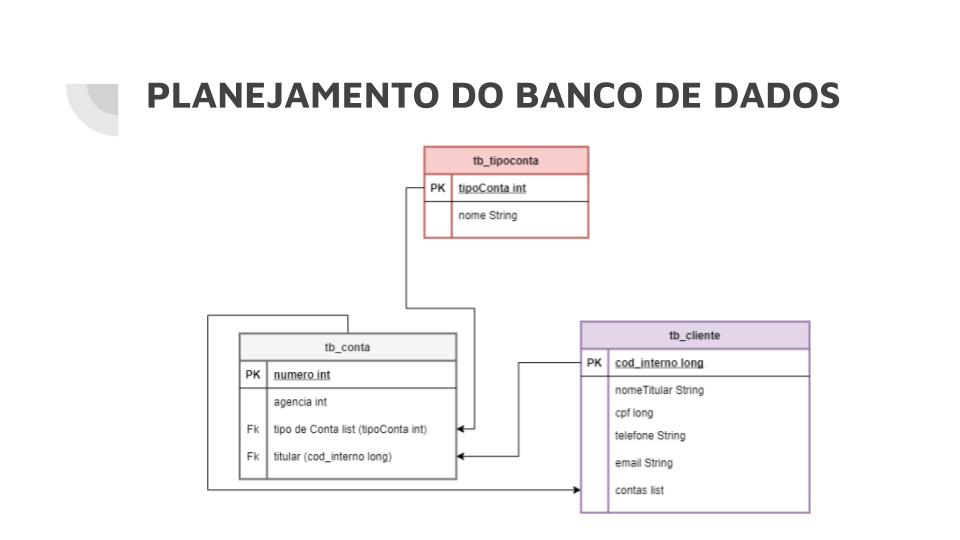 PLANEJAMENTO DO BANCO DE DADOS
tb_tipoconta
PK tipoConta int
nome String
tb_conta
PK numero int
agencia int
Fk tipo de Conta list (tipoConta int)
Fk titular (cod_interno long)
tb_cliente
PK cod_interno long
nomeTitular String
cpf long
telefone String
email String
contas list